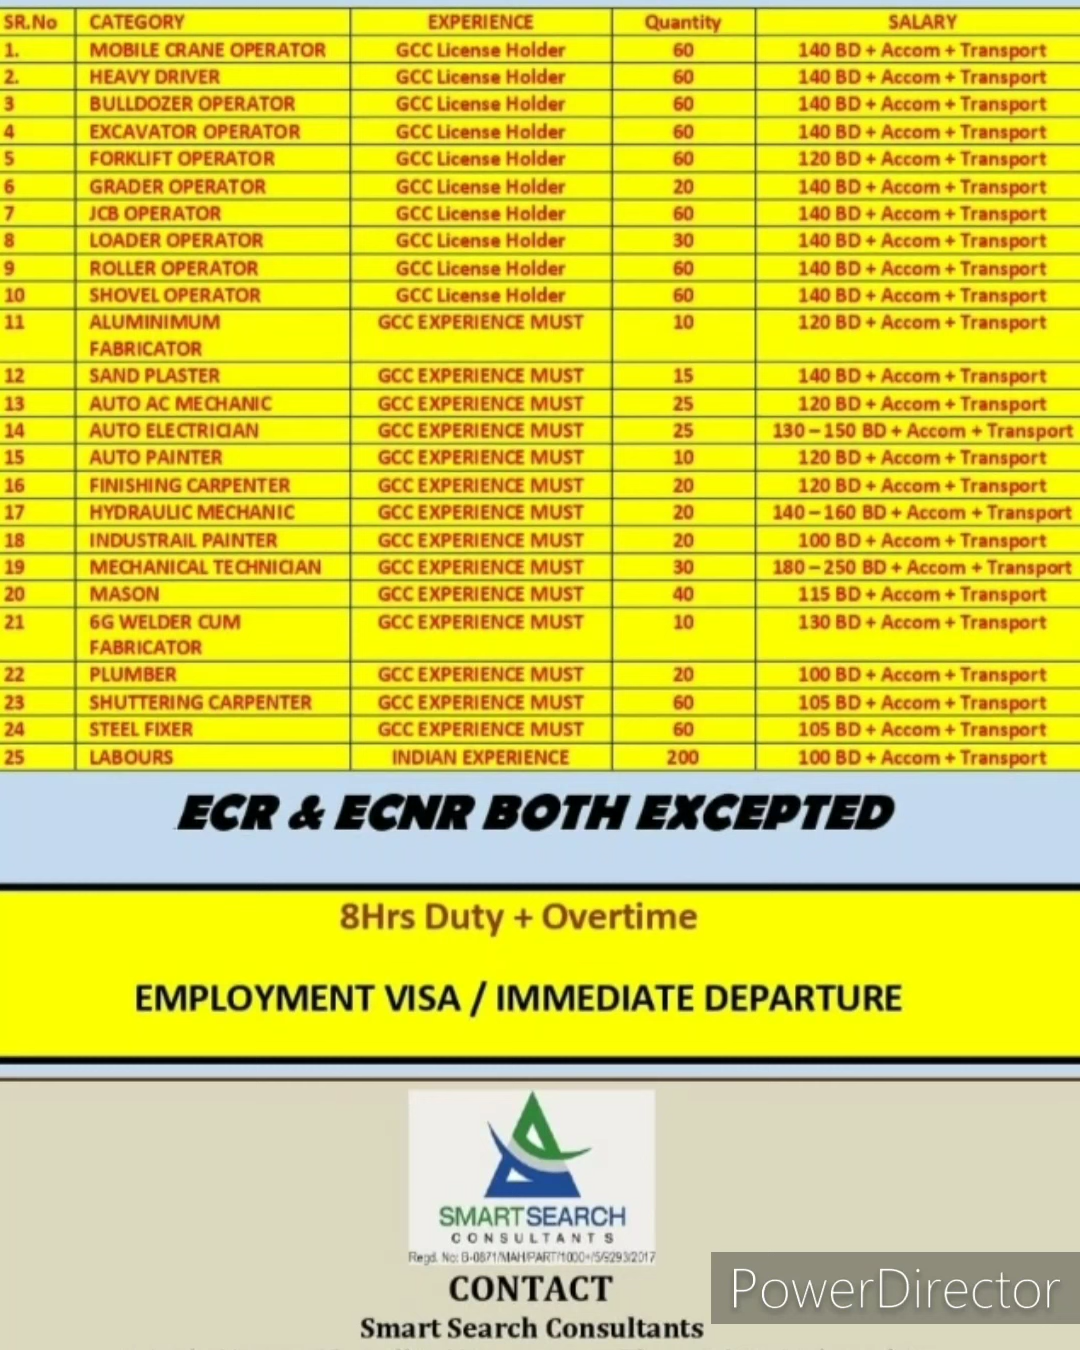 SR.No CATEGORY EXPERIENCE Quantity SALARY
1. MOBILE CRANE OPERATOR GCC License Holder 60 140 BD + Accom + Transport
2. HEAVY DRIVER GCC License Holder 60 140 BD + Accom + Transport
3 BULLDOZER OPERATOR GCC License Holder 60 140 BD + Accom + Transport
4 EXCAVATOR OPERATOR GCC License Holder 60 140 BD + Accom + Transport
5 FORKLIFT OPERATOR GCC License Holder 60 120 BD + Accom + Transport
6 GRADER OPERATOR GCC License Holder 20 140 BD + Accom + Transport
7 JCB OPERATOR GCC License Holder 60 140 BD + Accom + Transport
8 LOADER OPERATOR GCC License Holder 30 140 BD + Accom + Transport
9 ROLLER OPERATOR GCC License Holder 60 140 BD + Accom + Transport
10 SHOVEL OPERATOR GCC License Holder 60 140 BD + Accom + Transport
11 ALUMINIMUM GCC EXPERIENCE MUST 10 120 BD + Accom + Transport
FABRICATOR
12 SAND PLASTER GCC EXPERIENCE MUST 15 140 BD + Accom + Transport
13 AUTO AC MECHANIC GCC EXPERIENCE MUST 25 120 BD + Accom + Transport
14 AUTO ELECTRICIAN GCC EXPERIENCE MUST 25 130 – 150 BD + Accom + Transport
15 AUTO PAINTER GCC EXPERIENCE MUST 10 120 BD + Accom + Transport
16 FINISHING CARPENTER GCC EXPERIENCE MUST 20 120 BD + Accom + Transport
17 HYDRAULIC MECHANIC GCC EXPERIENCE MUST 20 140 – 160 BD + Accom + Transport
18 INDUSTRAIL PAINTER GCC EXPERIENCE MUST 20 100 BD + Accom + Transport
19 MECHANICAL TECHNICIAN GCC EXPERIENCE MUST 30 180 – 250 BD + Accom + Transport
20 MASON GCC EXPERIENCE MUST 40 115 BD + Accom + Transport
21 6G WELDER CUM GCC EXPERIENCE MUST 10 130 BD + Accom + Transport
FABRICATOR
22 PLUMBER GCC EXPERIENCE MUST 20 100 BD + Accom + Transport
23 SHUTTERING CARPENTER GCC EXPERIENCE MUST 60 105 BD + Accom + Transport
24 STEEL FIXER GCC EXPERIENCE MUST 60 105 BD + Accom + Transport
25 LABOURS INDIAN EXPERIENCE 200 100 BD + Accom + Transport
ECR & ECNR BOTH EXCEPTED
8Hrs Duty + Overtime
EMPLOYMENT VISA / IMMEDIATE DEPARTURE
SMARTSEARCH
CONSULTANTS
Regd. No: B-0871/MAH/PART/1000+/5/9293/2017
CONTACT
PowerDirector
Smart Search Consultants